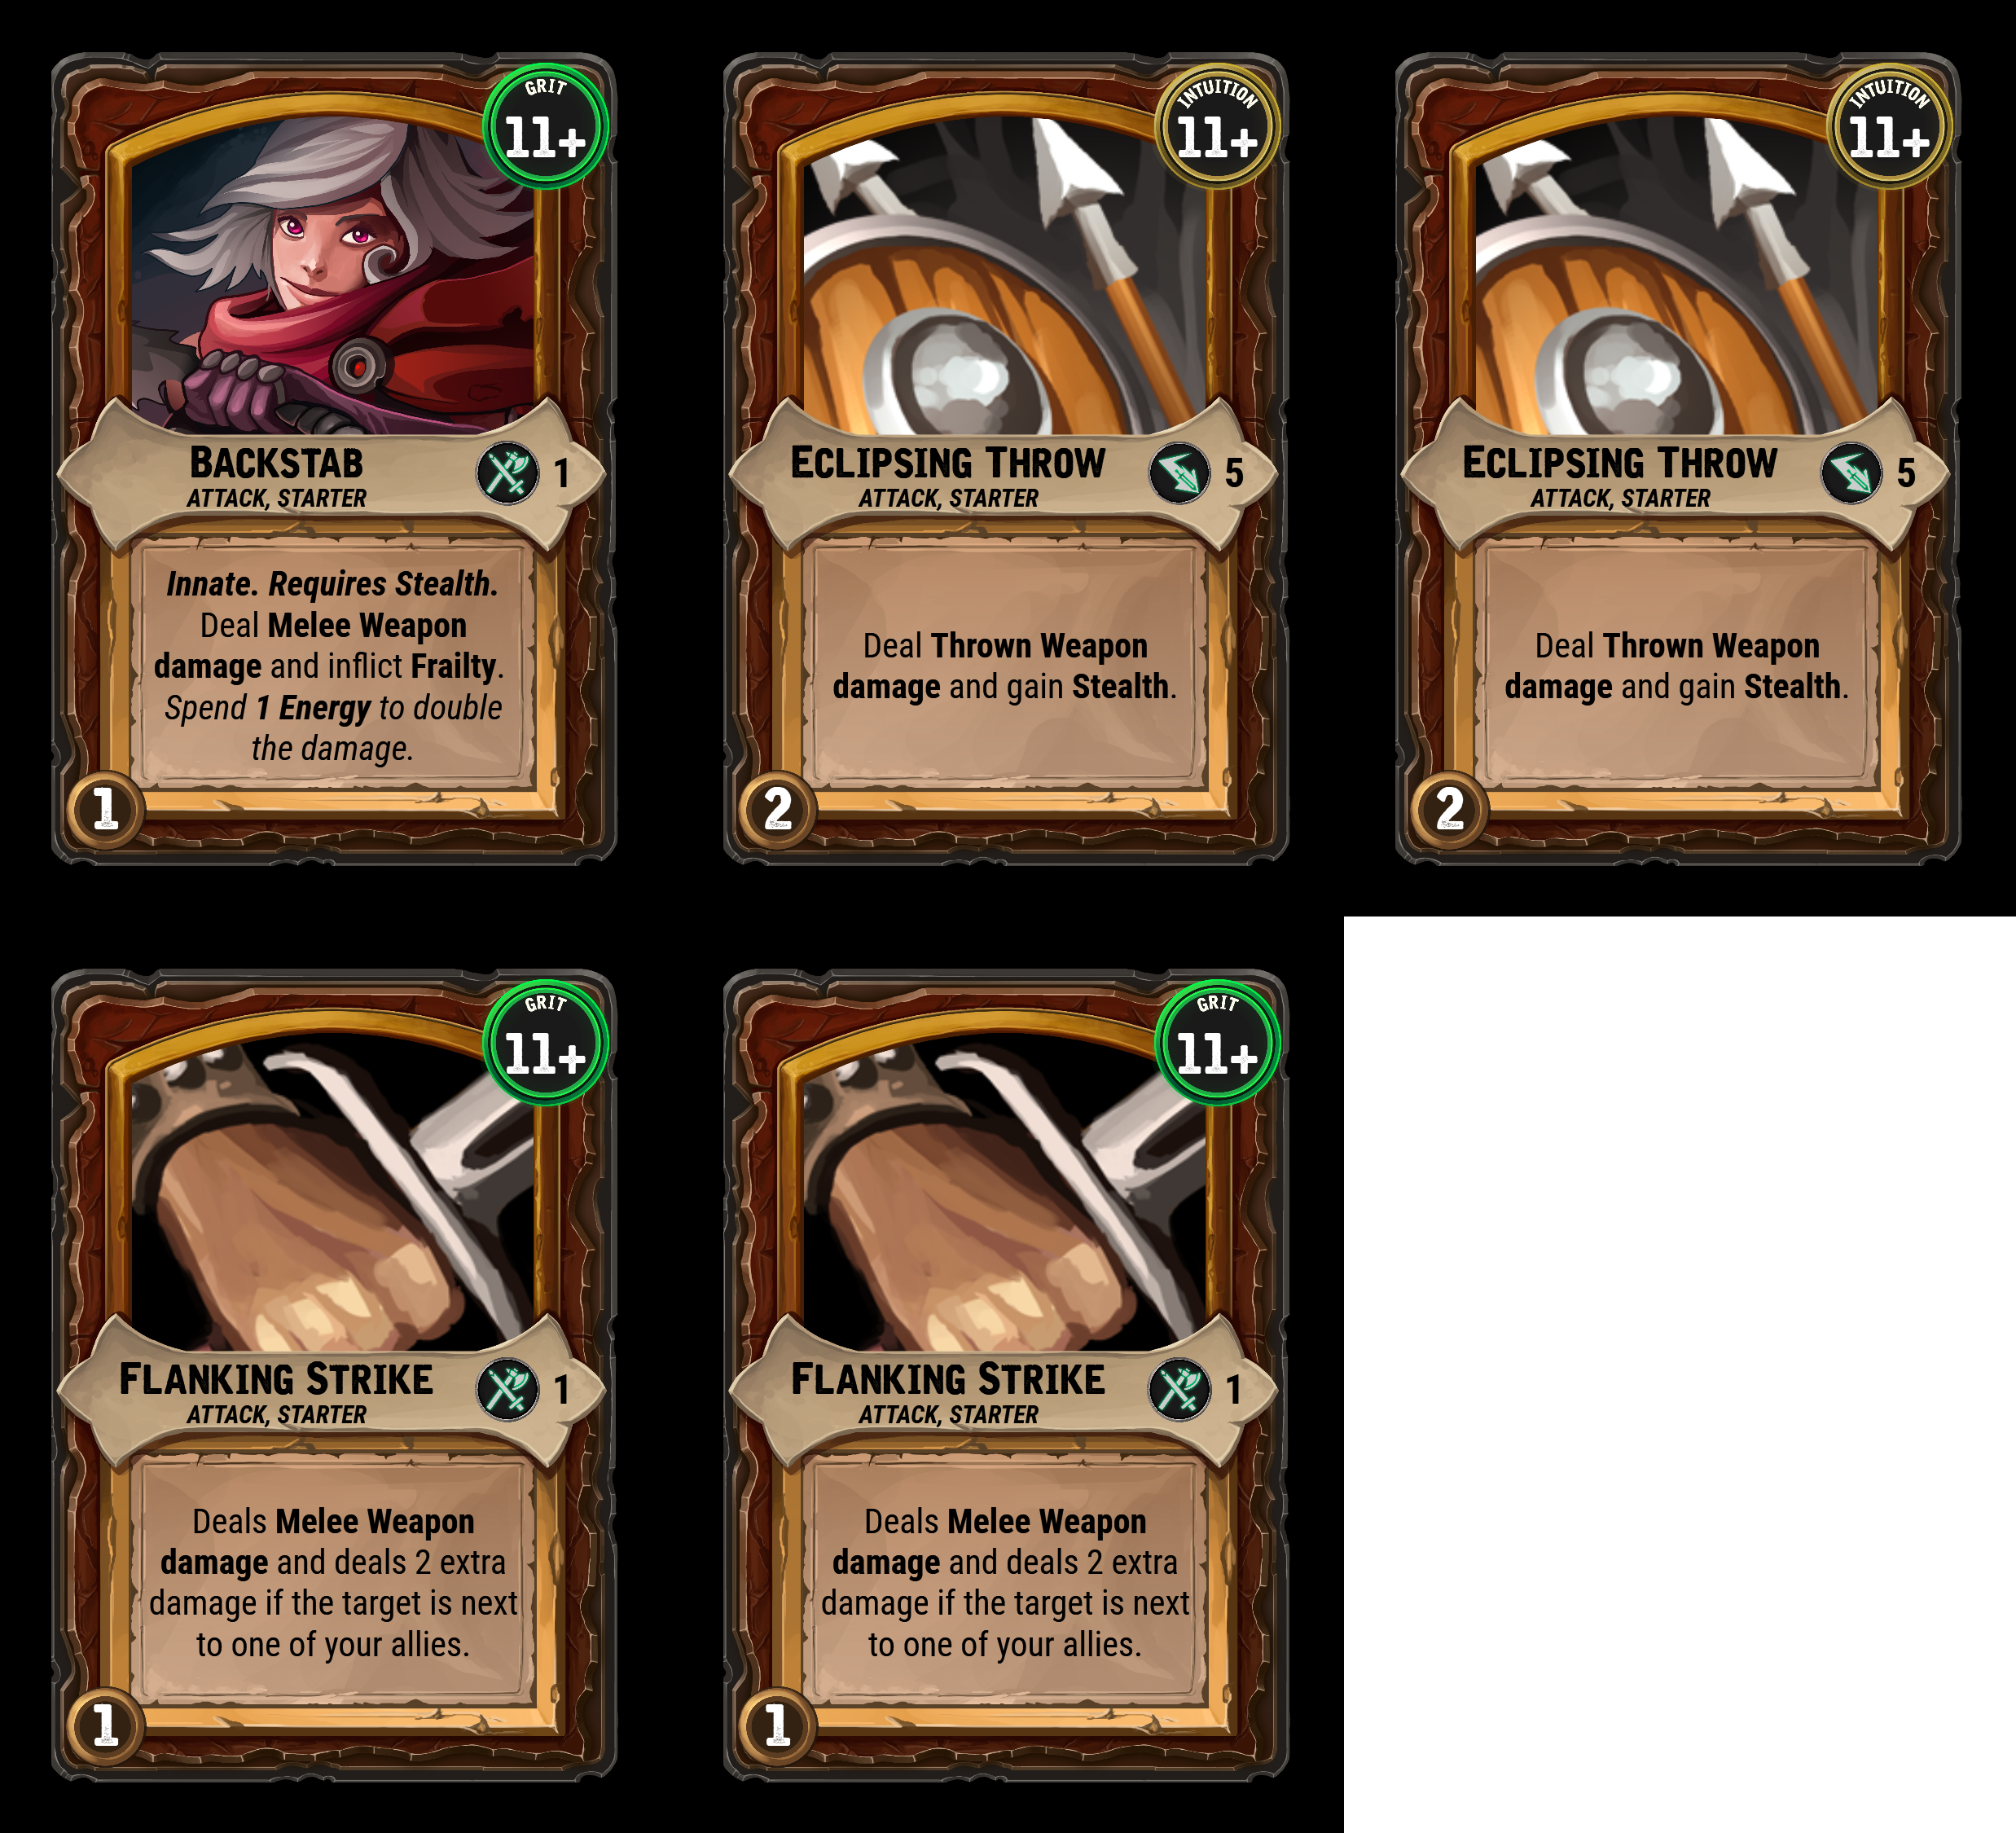 GRIT
11+
BACKSTAB
ATTACK, STARTER
1
Innate. Requires Stealth.
Deal Melee Weapon
damage and inflict Frailty.
Spend 1 Energy to double
the damage.
1
INTUITION
11+
ECLIPSING THROW
ATTACK, STARTER
5
Deal Thrown Weapon
damage and gain Stealth.
2
INTUITION
11+
ECLIPSING THROW
ATTACK, STARTER
5
Deal Thrown Weapon
damage and gain Stealth.
2
GRIT
11+
FLANKING STRIKE
ATTACK, STARTER
1
Deals Melee Weapon
damage and deals 2 extra
damage if the target is next
to one of your allies.
1
GRIT
11+
FLANKING STRIKE
ATTACK, STARTER
1
Deals Melee Weapon
damage and deals 2 extra
damage if the target is next
to one of your allies.
1